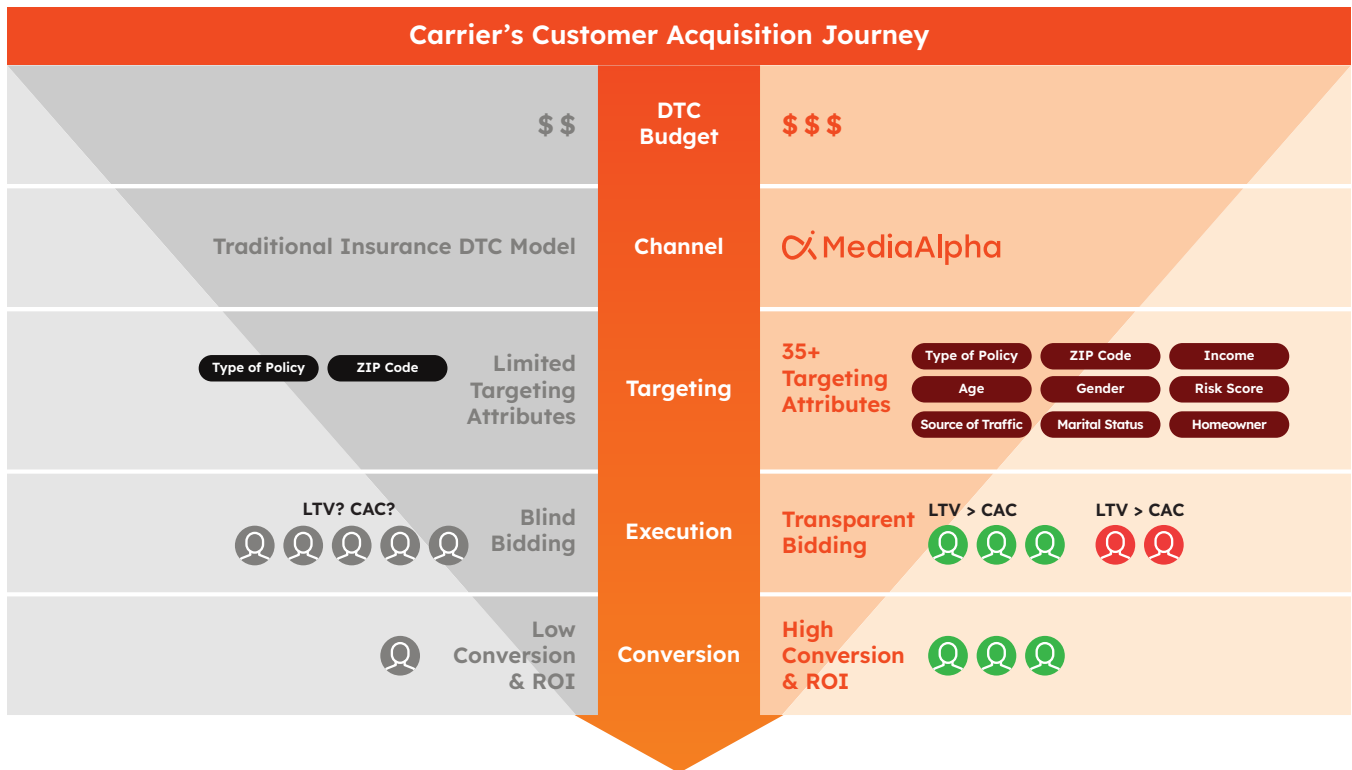 Carrier’s Customer Acquisition Journey
$ $
DTC
Budget
$ $ $
Traditional Insurance DTC Model
Channel
MediaAlpha
Type of Policy
ZIP Code
Limited
Targeting
Attributes
Targeting
35+
Targeting
Attributes
Type of Policy
ZIP Code
Income
Age
Gender
Risk Score
Source of Traffic
Marital Status
Homeowner
LTV? CAC?
Blind
Bidding
Execution
Transparent
Bidding
LTV > CAC
LTV > CAC
Low
Conversion
& ROI
Conversion
High
Conversion
& ROI